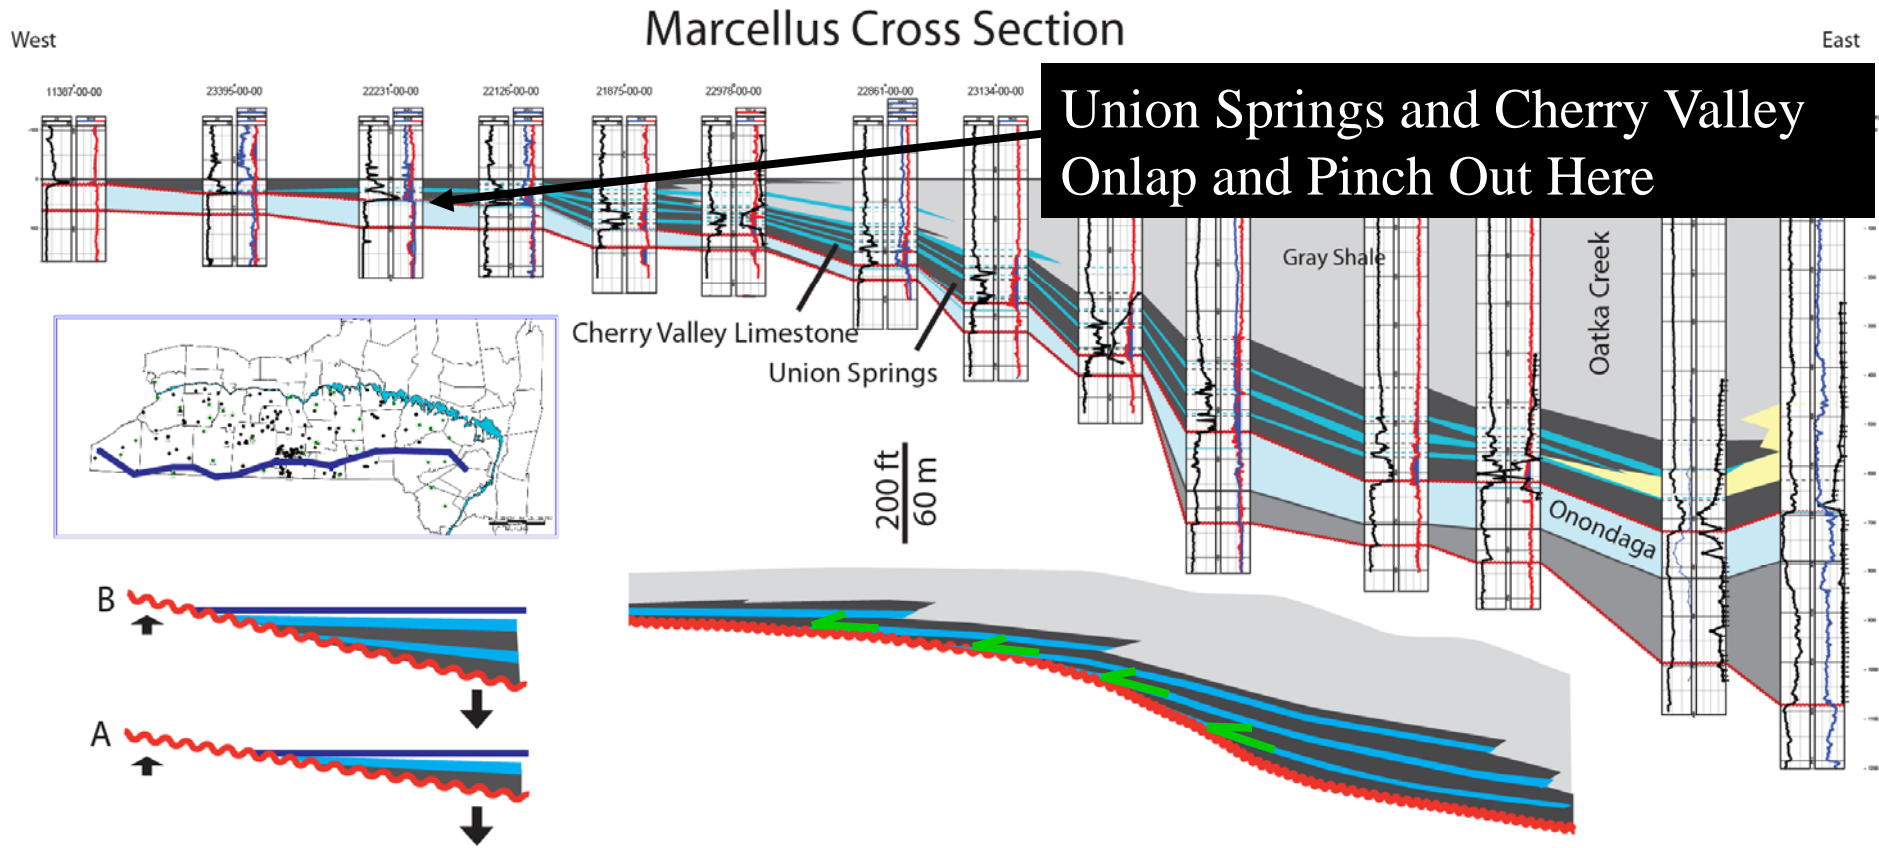 Marcellus Cross Section
West
East
11387-00-00
23395-00-00
22231-00-00
22126-00-00
21875-00-00
22978-00-00
22861-00-00
23134-00-00
Union Springs and Cherry Valley
Onlap and Pinch Out Here
Gray Shale
Oatka Creek
Cherry Valley Limestone
Union Springs
200 ft
60 m
Onondaga
B
A